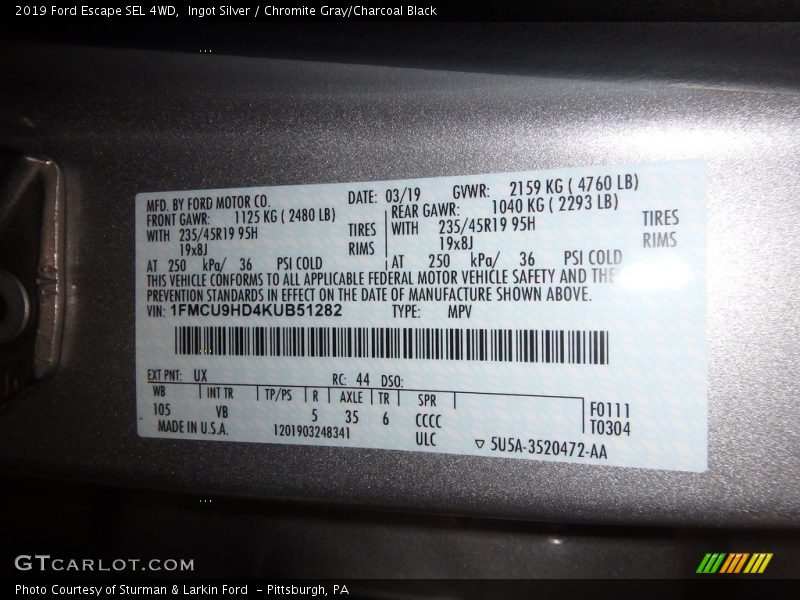 2019 Ford Escape SEL 4WD, Ingot Silver / Chromite Gray/Charcoal Black
MFD. BY FORD MOTOR CO. DATE: 03/19 GVWR: 2159 KG ( 4760 LB)
FRONT GAWR: 1125 KG ( 2480 LB) REAR GAWR: 1040 KG ( 2293 LB)
WITH 235/45R19 95H TIRES WITH 235/45R19 95H TIRES
19x8J RIMS 19x8J RIMS
AT 250 kPa/ 36 PSI COLD AT 250 kPa/ 36 PSI COLD
THIS VEHICLE CONFORMS TO ALL APPLICABLE FEDERAL MOTOR VEHICLE SAFETY AND
PREVENTION STANDARDS IN EFFECT ON THE DATE OF MANUFACTURE SHOWN ABOVE.
VIN: 1FMCU9HD4KUB51282 TYPE: MPV
EXT PNT: UX RC: 44 DSO:
WB INT TR TP/PS R AXLE TR SPR
105 VB 5 35 6 CCCC F0111
MADE IN U.S.A. 1201903248341 ULC T0304
5U5A-3520472-AA
GTCARLOT.COM
Photo Courtesy of Sturman & Larkin Ford - Pittsburgh, PA